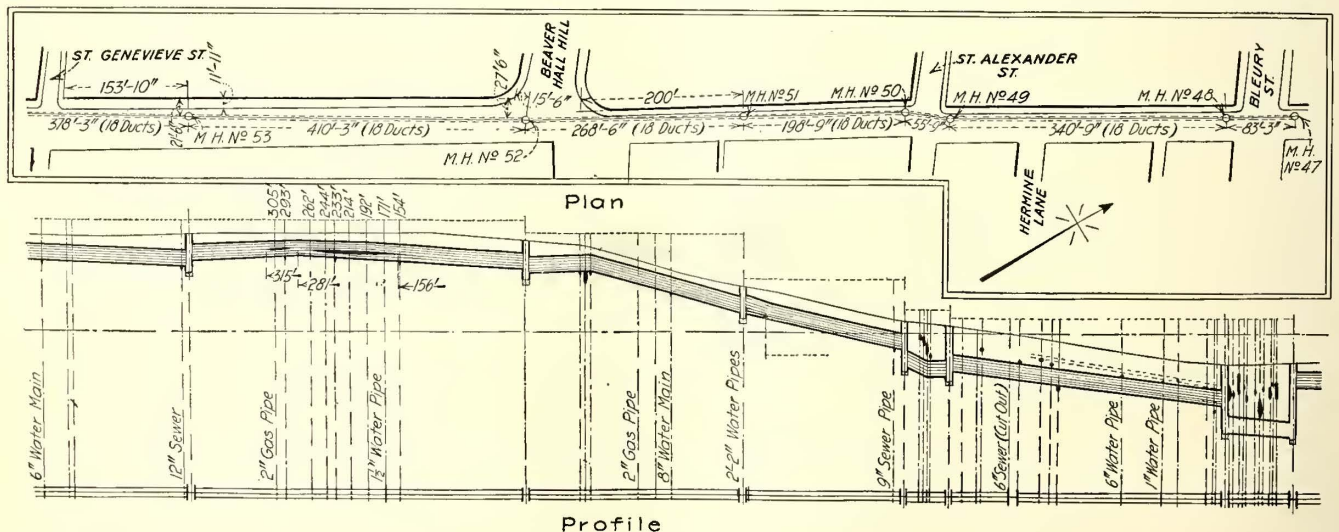 ST. GENEVIEVE ST.
153'-10"
11'-11"
27'6"
BEAVER
HALL HILL
15'-6"
200'
M.H. Nº 51
M.H. Nº 50
ST. ALEXANDER
ST.
M.H. Nº 49
M.H. Nº 48
BLEURY
ST.
378'-3" (18 Ducts)
21'6"
M.H. Nº 53
410'-3" (18 Ducts)
M.H. Nº 52
268'-6" (18 Ducts)
198'-9" (18 Ducts)
55'-9"
340'-9" (18 Ducts)
83'-3"
M.H.
Nº 47
HERMINE
LANE
Plan
305'
293'
262'
244'
233'
214'
192'
171'
154'
315'
281'
156'
6" Water Main
12" Sewer
2" Gas Pipe
1½" Water Pipe
2" Gas Pipe
8" Water Main
2-2" Water Pipes
9" Sewer Pipe
6" Sewer (Cut Out)
6" Water Pipe
1" Water Pipe
Profile